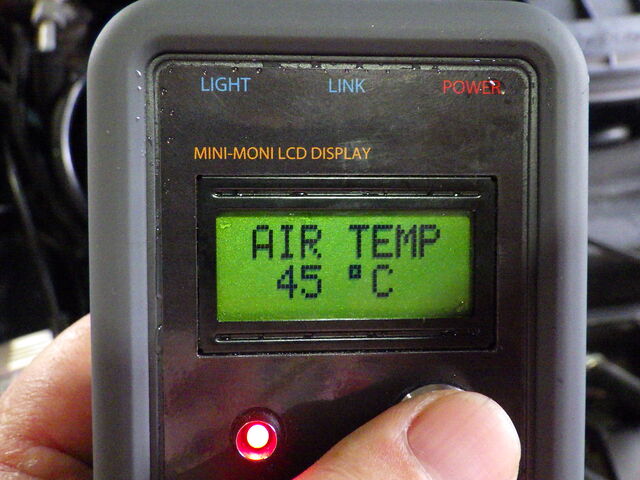 LIGHT LINK POWER
MINI-MONI LCD DISPLAY
AIR TEMP
45 °C